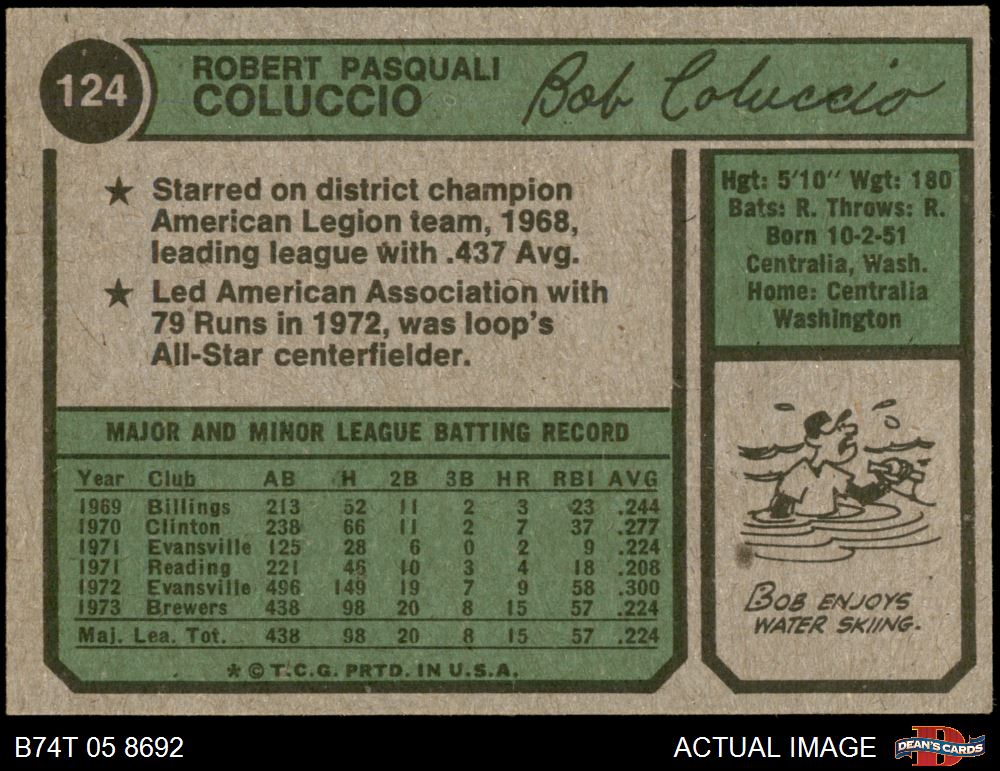 124
ROBERT PASQUALI
COLUCCIO
Bob Coluccio
★ Starred on district champion
American Legion team, 1968,
leading league with .437 Avg.
★ Led American Association with
79 Runs in 1972, was loop's
All-Star centerfielder.
Hgt: 5'10" Wgt: 180
Bats: R. Throws: R.
Born 10-2-51
Centralia, Wash.
Home: Centralia
Washington
MAJOR AND MINOR LEAGUE BATTING RECORD
Year Club AB H 2B 3B HR RBI AVG
1969 Billings 213 52 11 2 3 23 .244
1970 Clinton 238 66 11 2 7 37 .277
1971 Evansville 125 28 6 0 2 9 .224
1971 Reading 221 46 10 3 4 18 .208
1972 Evansville 496 149 19 7 9 58 .300
1973 Brewers 438 98 20 8 15 57 .224
Maj. Lea. Tot. 438 98 20 8 15 57 .224
* © T.C.G. PRTD. IN U.S.A.
BOB ENJOYS
WATER SKIING.
B74T 05 8692
ACTUAL IMAGE
DEAN'S CARDS